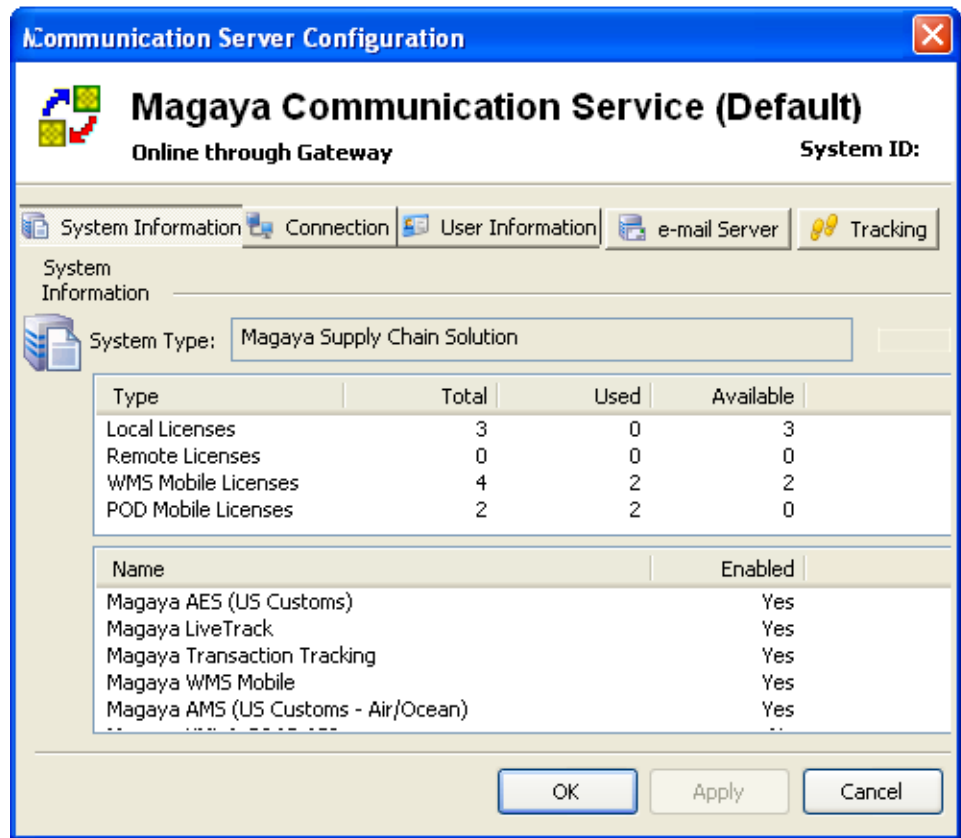 Communication Server Configuration
Magaya Communication Service (Default)
Online through Gateway
System ID:
System Information Connection User Information e-mail Server Tracking
System
Information
System Type: Magaya Supply Chain Solution
Type Total Used Available
Local Licenses 3 0 3
Remote Licenses 0 0 0
WMS Mobile Licenses 4 2 2
POD Mobile Licenses 2 2 0
Name Enabled
Magaya AES (US Customs) Yes
Magaya LiveTrack Yes
Magaya Transaction Tracking Yes
Magaya WMS Mobile Yes
Magaya AMS (US Customs - Air/Ocean) Yes
OK Apply Cancel